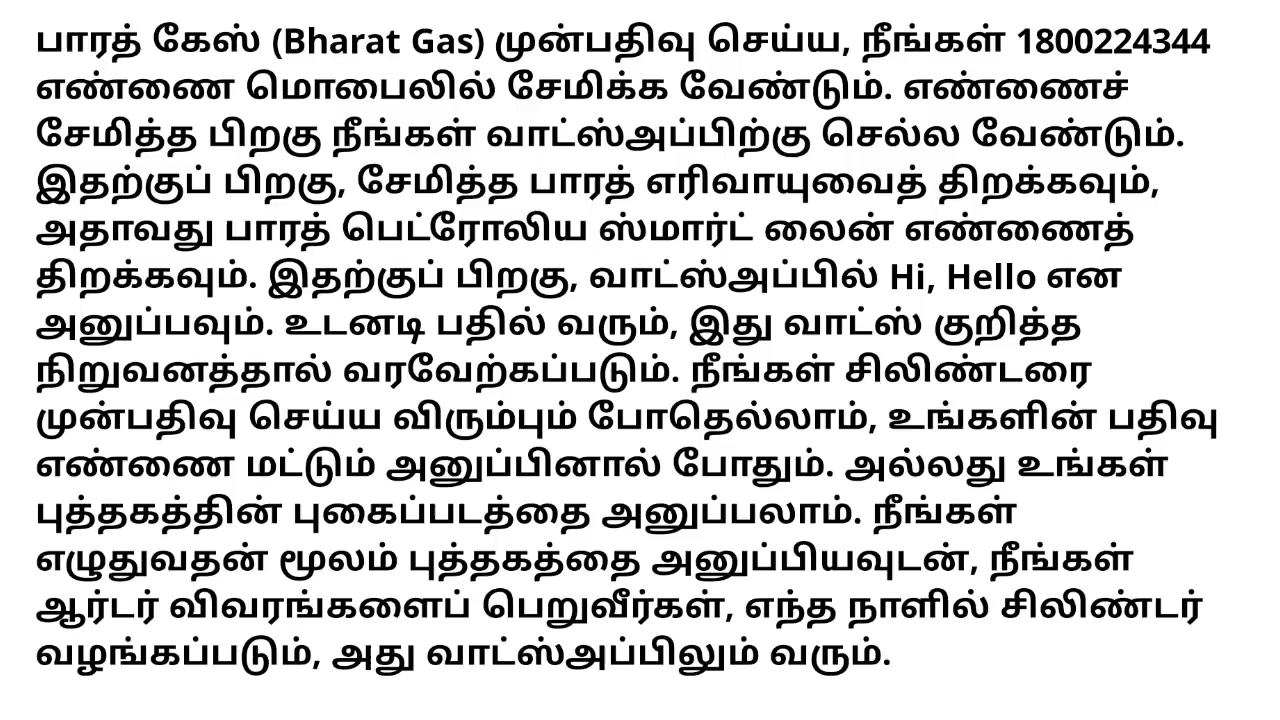 பாரத் கேஸ் (Bharat Gas) முன்பதிவு செய்ய, நீங்கள் 1800224344
எண்ணை மொபைலில் சேமிக்க வேண்டும். எண்ணைச்
சேமித்த பிறகு நீங்கள் வாட்ஸ்அப்பிற்கு செல்ல வேண்டும்.
இதற்குப் பிறகு, சேமித்த பாரத் எரிவாயுவைத் திறக்கவும்,
அதாவது பாரத் பெட்ரோலிய ஸ்மார்ட் லைன் எண்ணைத்
திறக்கவும். இதற்குப் பிறகு, வாட்ஸ்அப்பில் Hi, Hello என
அனுப்பவும். உடனடி பதில் வரும், இது வாட்ஸ் குறித்த
நிறுவனத்தால் வரவேற்கப்படும். நீங்கள் சிலிண்டரை
முன்பதிவு செய்ய விரும்பும் போதெல்லாம், உங்களின் பதிவு
எண்ணை மட்டும் அனுப்பினால் போதும். அல்லது உங்கள்
புத்தகத்தின் புகைப்படத்தை அனுப்பலாம். நீங்கள்
எழுதுவதன் மூலம் புத்தகத்தை அனுப்பியவுடன், நீங்கள்
ஆர்டர் விவரங்களைப் பெறுவீர்கள், எந்த நாளில் சிலிண்டர்
வழங்கப்படும், அது வாட்ஸ்அப்பிலும் வரும்.